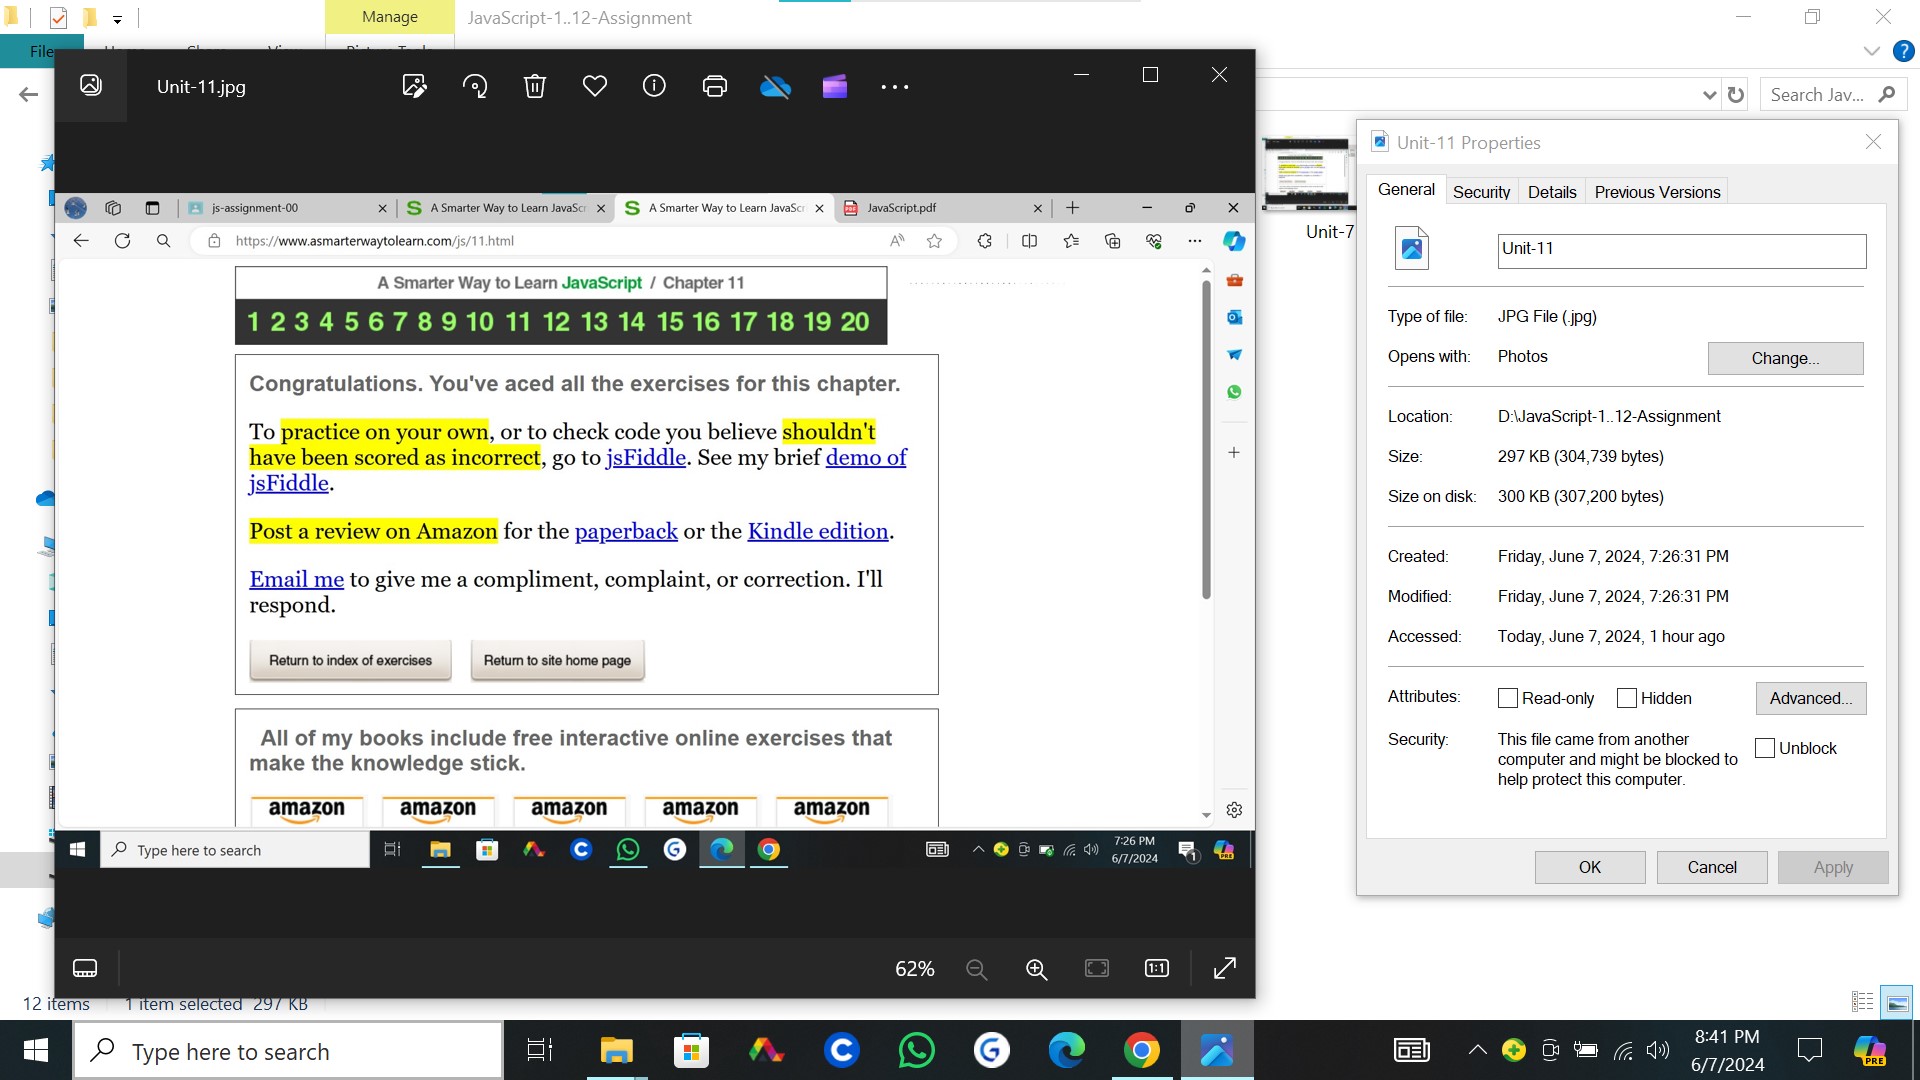 Manage
JavaScript-1..12-Assignment
File
Search Jav...
Unit-11.jpg
js-assignment-00
A Smarter Way to Learn JavaSc
A Smarter Way to Learn JavaSc
JavaScript.pdf
https://www.asmarterwaytolearn.com/js/11.html
A Smarter Way to Learn JavaScript / Chapter 11
1 2 3 4 5 6 7 8 9 10 11 12 13 14 15 16 17 18 19 20
Congratulations. You've aced all the exercises for this chapter.
To practice on your own, or to check code you believe shouldn't
have been scored as incorrect, go to jsFiddle. See my brief demo of
jsFiddle.
Post a review on Amazon for the paperback or the Kindle edition.
Email me to give me a compliment, complaint, or correction. I'll
respond.
Return to index of exercises
Return to site home page
All of my books include free interactive online exercises that
make the knowledge stick.
amazon amazon amazon amazon amazon
Type here to search
7:26 PM
6/7/2024
1
PRE
62%
1:1
12 items
1 item selected 297 KB
Unit-7
Unit-11 Properties
General
Security
Details
Previous Versions
Unit-11
Type of file: JPG File (.jpg)
Opens with: Photos
Change...
Location: D:\JavaScript-1..12-Assignment
Size: 297 KB (304,739 bytes)
Size on disk: 300 KB (307,200 bytes)
Created: Friday, June 7, 2024, 7:26:31 PM
Modified: Friday, June 7, 2024, 7:26:31 PM
Accessed: Today, June 7, 2024, 1 hour ago
Attributes: Read-only Hidden
Advanced...
Security: This file came from another
computer and might be blocked to
help protect this computer.
Unblock
OK
Cancel
Apply
Type here to search
8:41 PM
6/7/2024
PRE